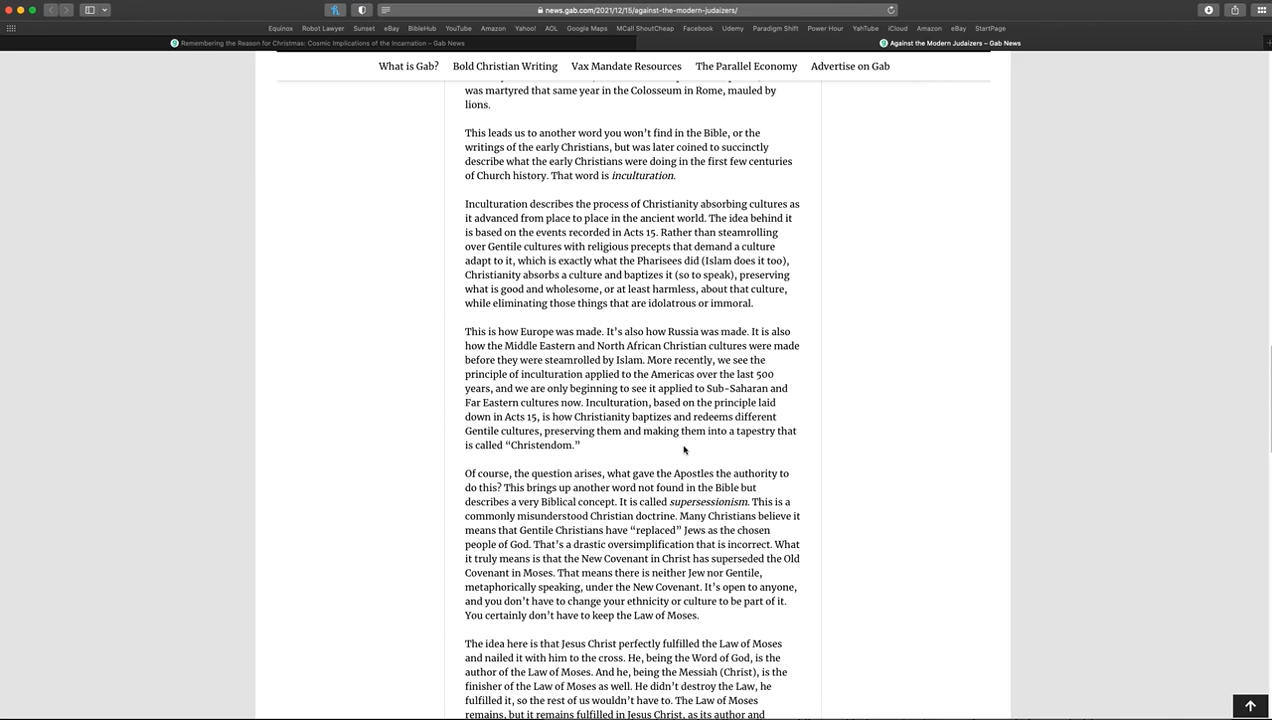 news.gab.com/2021/12/15/against-the-modern-judaizers/
Equinox Robot Lawyer Sunset eBay BibleHub YouTube Amazon Yahoo! AOL Google Maps MCall ShoutCheap Facebook Udemy Paradigm Shift Power Hour YahTube iCloud Amazon eBay StartPage
Remembering the Reason for Christmas: Cosmic Implications of the Incarnation – Gab News
Against the Modern Judaizers – Gab News
What is Gab? Bold Christian Writing Vax Mandate Resources The Parallel Economy Advertise on Gab
was martyred that same year in the Colosseum in Rome, mauled by
lions.
This leads us to another word you won’t find in the Bible, or the
writings of the early Christians, but was later coined to succinctly
describe what the early Christians were doing in the first few centuries
of Church history. That word is inculturation.
Inculturation describes the process of Christianity absorbing cultures as
it advanced from place to place in the ancient world. The idea behind it
is based on the events recorded in Acts 15. Rather than steamrolling
over Gentile cultures with religious precepts that demand a culture
adapt to it, which is exactly what the Pharisees did (Islam does it too),
Christianity absorbs a culture and baptizes it (so to speak), preserving
what is good and wholesome, or at least harmless, about that culture,
while eliminating those things that are idolatrous or immoral.
This is how Europe was made. It’s also how Russia was made. It is also
how the Middle Eastern and North African Christian cultures were made
before they were steamrolled by Islam. More recently, we see the
principle of inculturation applied to the Americas over the last 500
years, and we are only beginning to see it applied to Sub-Saharan and
Far Eastern cultures now. Inculturation, based on the principle laid
down in Acts 15, is how Christianity baptizes and redeems different
Gentile cultures, preserving them and making them into a tapestry that
is called “Christendom.”
Of course, the question arises, what gave the Apostles the authority to
do this? This brings up another word not found in the Bible but
describes a very Biblical concept. It is called supersessionism. This is a
commonly misunderstood Christian doctrine. Many Christians believe it
means that Gentile Christians have “replaced” Jews as the chosen
people of God. That’s a drastic oversimplification that is incorrect. What
it truly means is that the New Covenant in Christ has superseded the Old
Covenant in Moses. That means there is neither Jew nor Gentile,
metaphorically speaking, under the New Covenant. It’s open to anyone,
and you don’t have to change your ethnicity or culture to be part of it.
You certainly don’t have to keep the Law of Moses.
The idea here is that Jesus Christ perfectly fulfilled the Law of Moses
and nailed it with him to the cross. He, being the Word of God, is the
author of the Law of Moses. And he, being the Messiah (Christ), is the
finisher of the Law of Moses as well. He didn’t destroy the Law, he
fulfilled it, so the rest of us wouldn’t have to. The Law of Moses
remains, but it remains fulfilled in Jesus Christ, as its author and